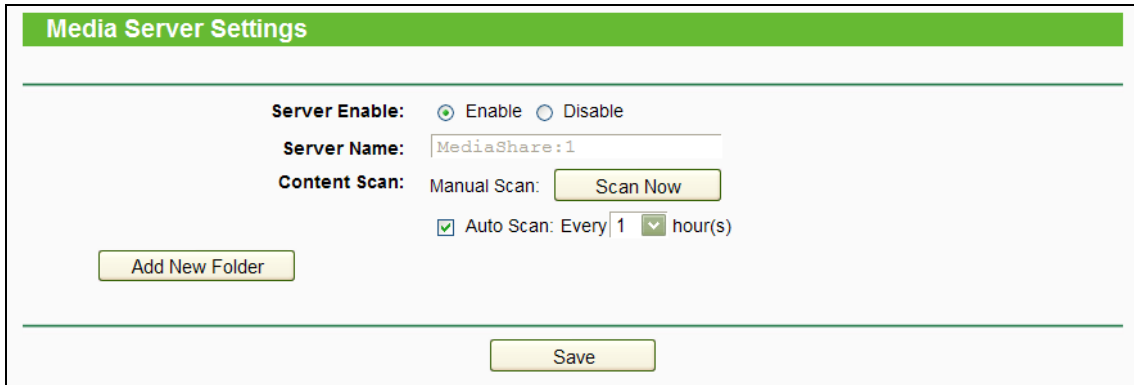 Media Server Settings
Server Enable: Enable Disable
Server Name: MediaShare:1
Content Scan: Manual Scan: Scan Now
Auto Scan: Every 1 hour(s)
Add New Folder
Save